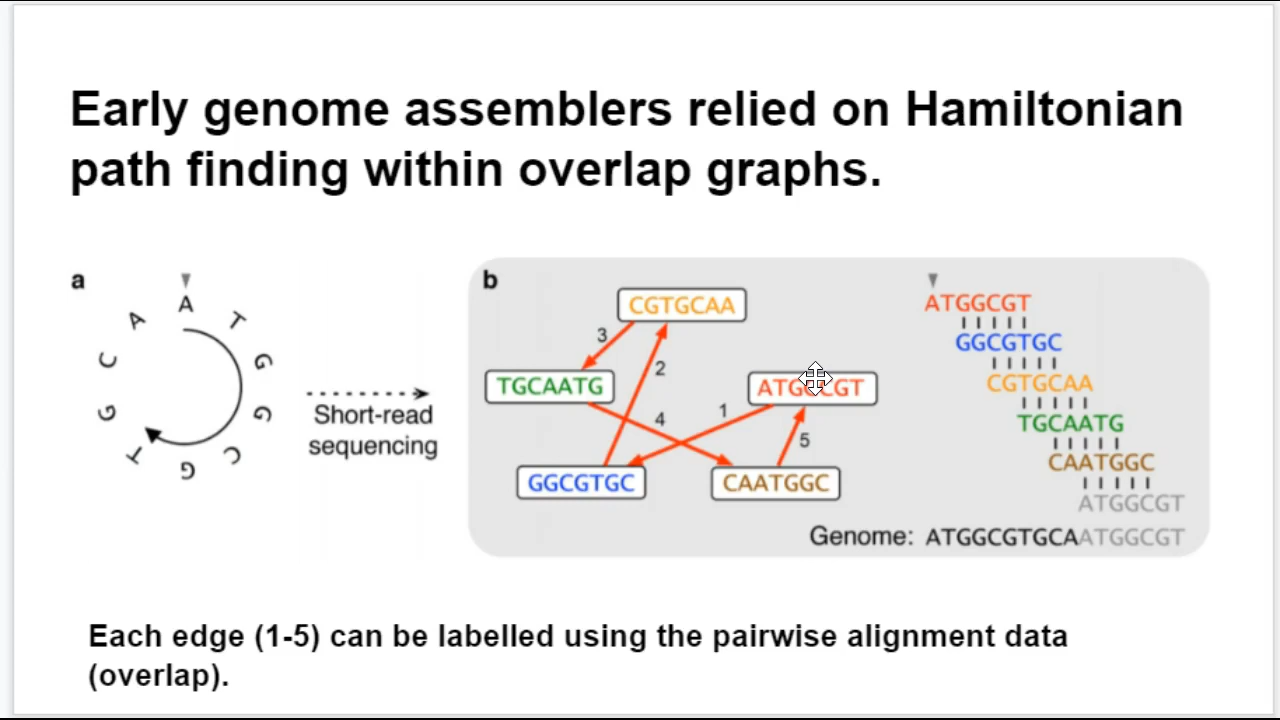 Early genome assemblers relied on Hamiltonian
path finding within overlap graphs.
a
A
T
G
G
C
G
T
G
C
A
Short-read
sequencing
b
CGTGCAA
3
2
TGCAATG
ATGGCGT
1
4
5
GGCGTGC
CAATGGC
ATGGCGT
GGCGTGC
CGTGCAA
TGCAATG
CAATGGC
ATGGCGT
Genome: ATGGCGTGCAATGGCGT
Each edge (1-5) can be labelled using the pairwise alignment data
(overlap).